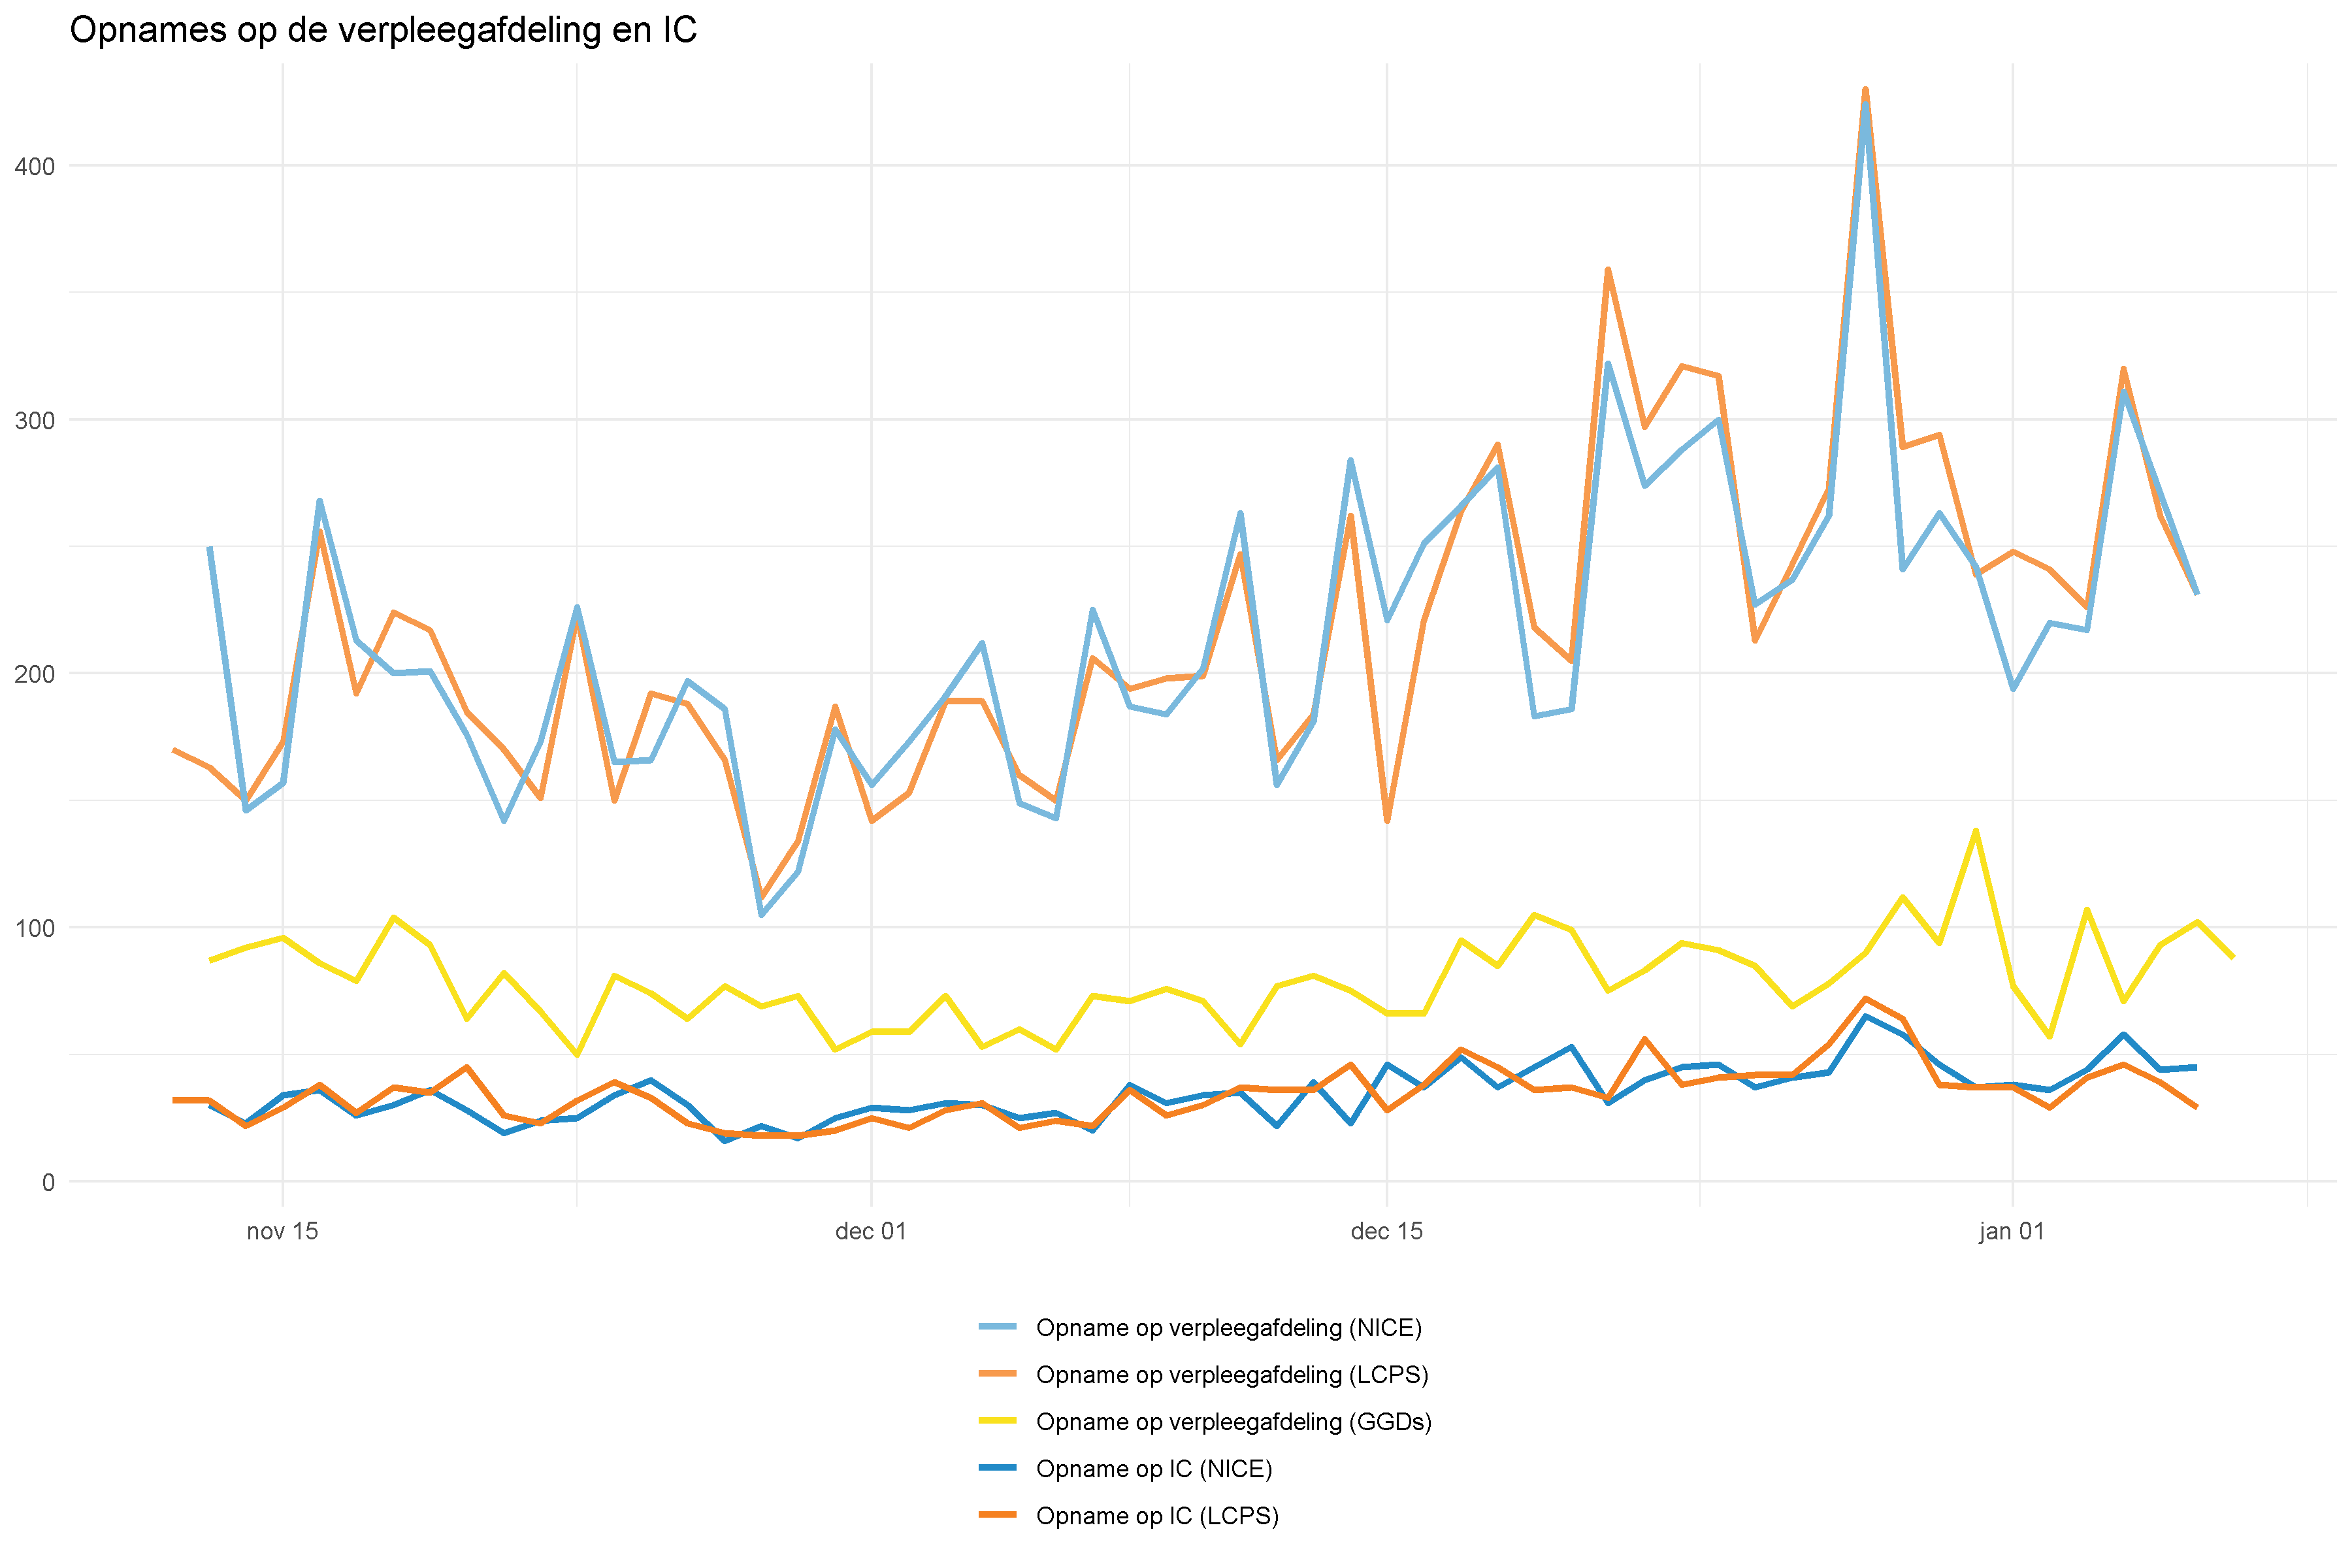 Opnames op de verpleegafdeling en IC
400
300
200
100
0
nov 15 dec 01 dec 15 jan 01
Opname op verpleegafdeling (NICE)
Opname op verpleegafdeling (LCPS)
Opname op verpleegafdeling (GGDs)
Opname op IC (NICE)
Opname op IC (LCPS)